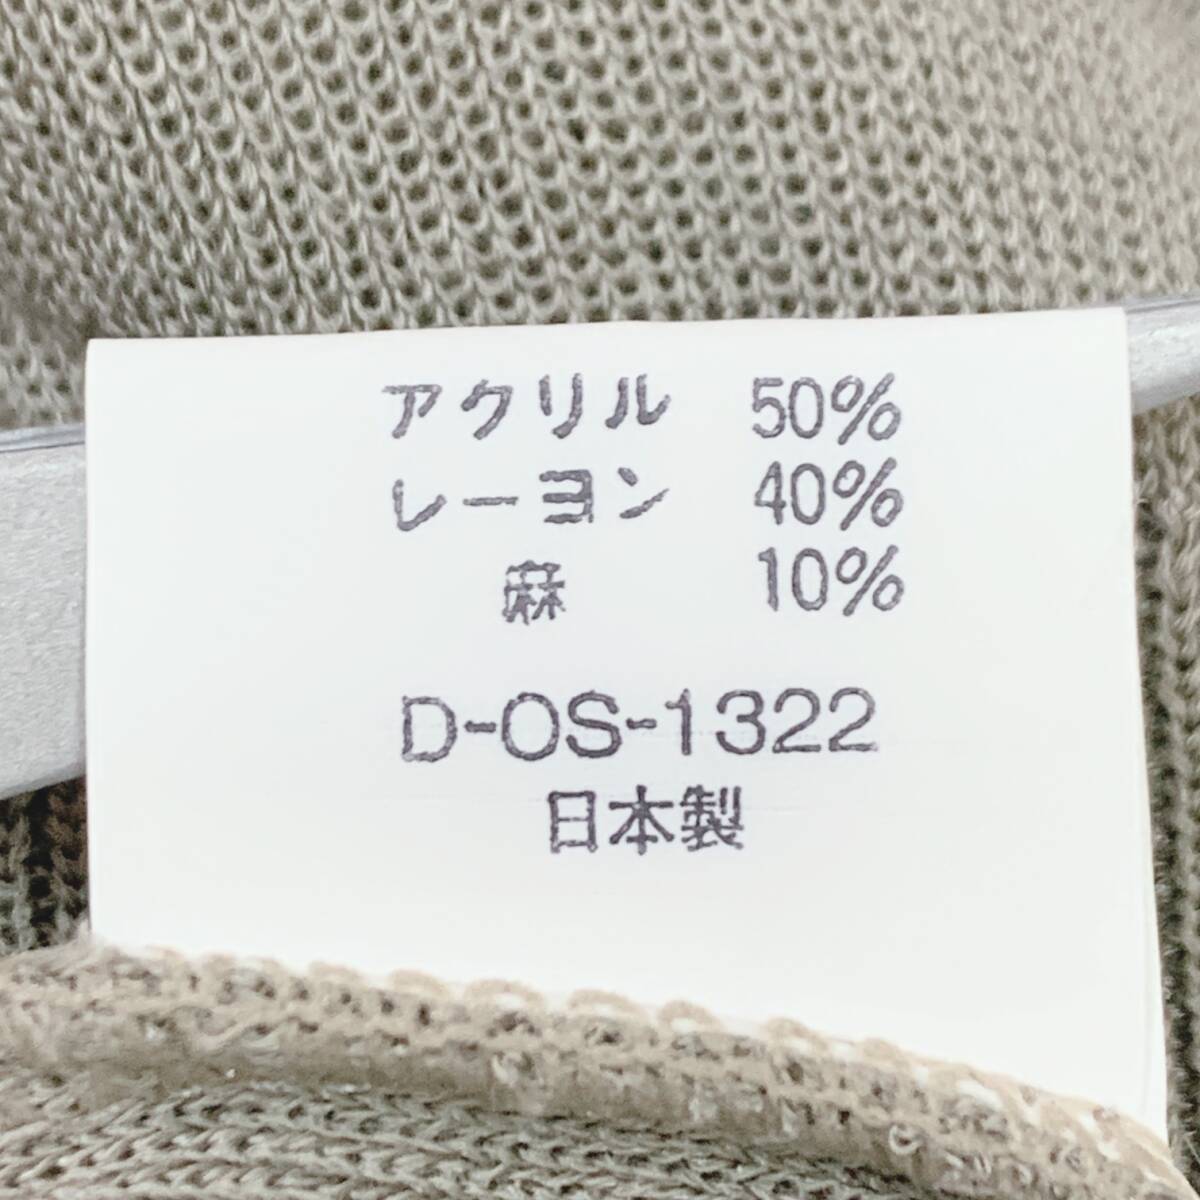 アクリル 50%
レーヨン 40%
麻 10%
D-OS-1322
日本製